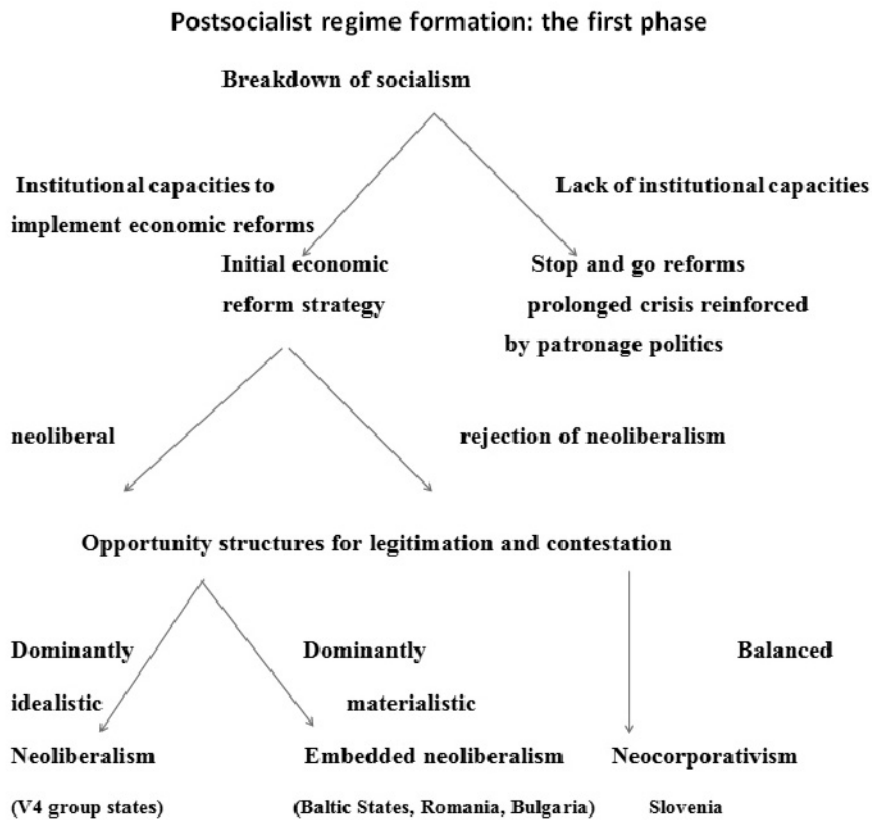 Postsocialist regime formation: the first phase
Breakdown of socialism
Institutional capacities to
implement economic reforms
Lack of institutional capacities
Initial economic
reform strategy
Stop and go reforms
prolonged crisis reinforced
by patronage politics
neoliberal
rejection of neoliberalism
Opportunity structures for legitimation and contestation
Dominantly
idealistic
Dominantly
materialistic
Balanced
Neoliberalism
(V4 group states)
Embedded neoliberalism
(Baltic States, Romania, Bulgaria)
Neocorporativism
Slovenia